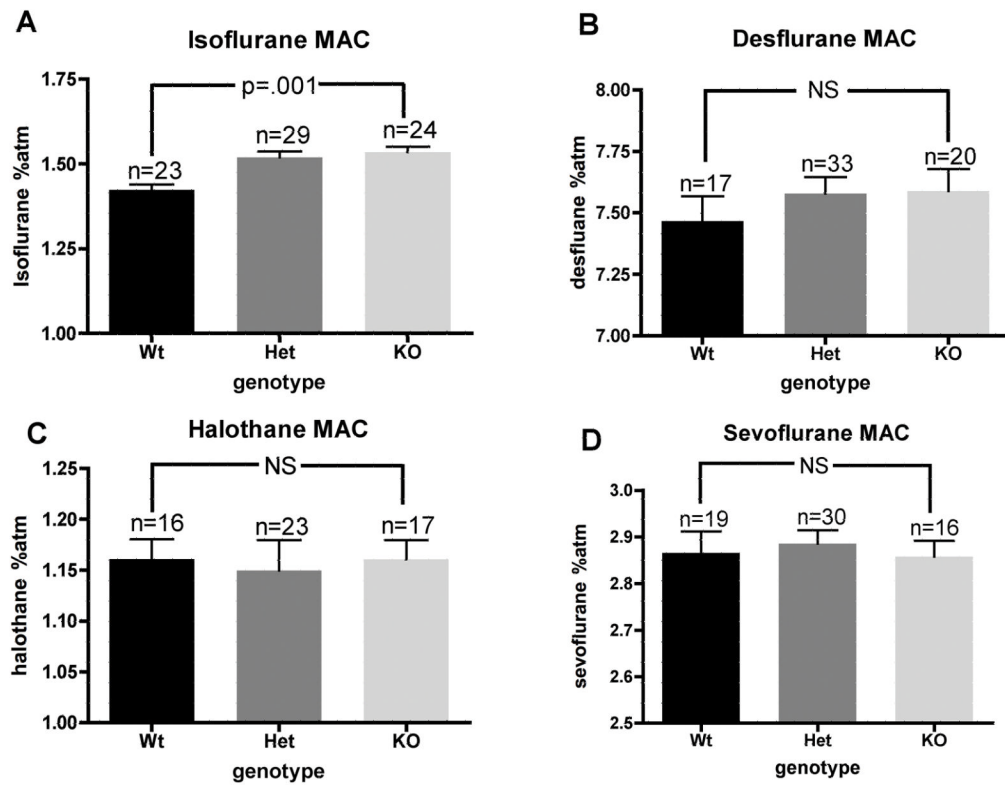 A
Isoflurane MAC
1.75
1.50
1.25
1.00
Isoflurane %atm
p=.001
n=23
n=29
n=24
Wt
Het
KO
genotype
B
Desflurane MAC
8.00
7.75
7.50
7.25
7.00
desfluane %atm
NS
n=17
n=33
n=20
Wt
Het
KO
genotype
C
Halothane MAC
1.25
1.20
1.15
1.10
1.05
1.00
halothane %atm
NS
n=16
n=23
n=17
Wt
Het
KO
genotype
D
Sevoflurane MAC
3.0
2.9
2.8
2.7
2.6
2.5
sevoflurane %atm
NS
n=19
n=30
n=16
Wt
Het
KO
genotype